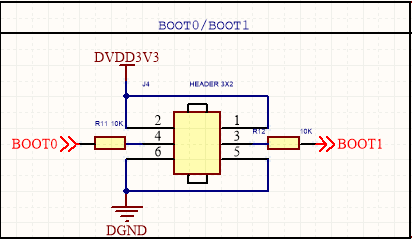 BOOT0/BOOT1
DVDD3V3
J4 HEADER 3X2
2 1
R11 10K R12 10K
BOOT0 4 3 BOOT1
6 5
DGND